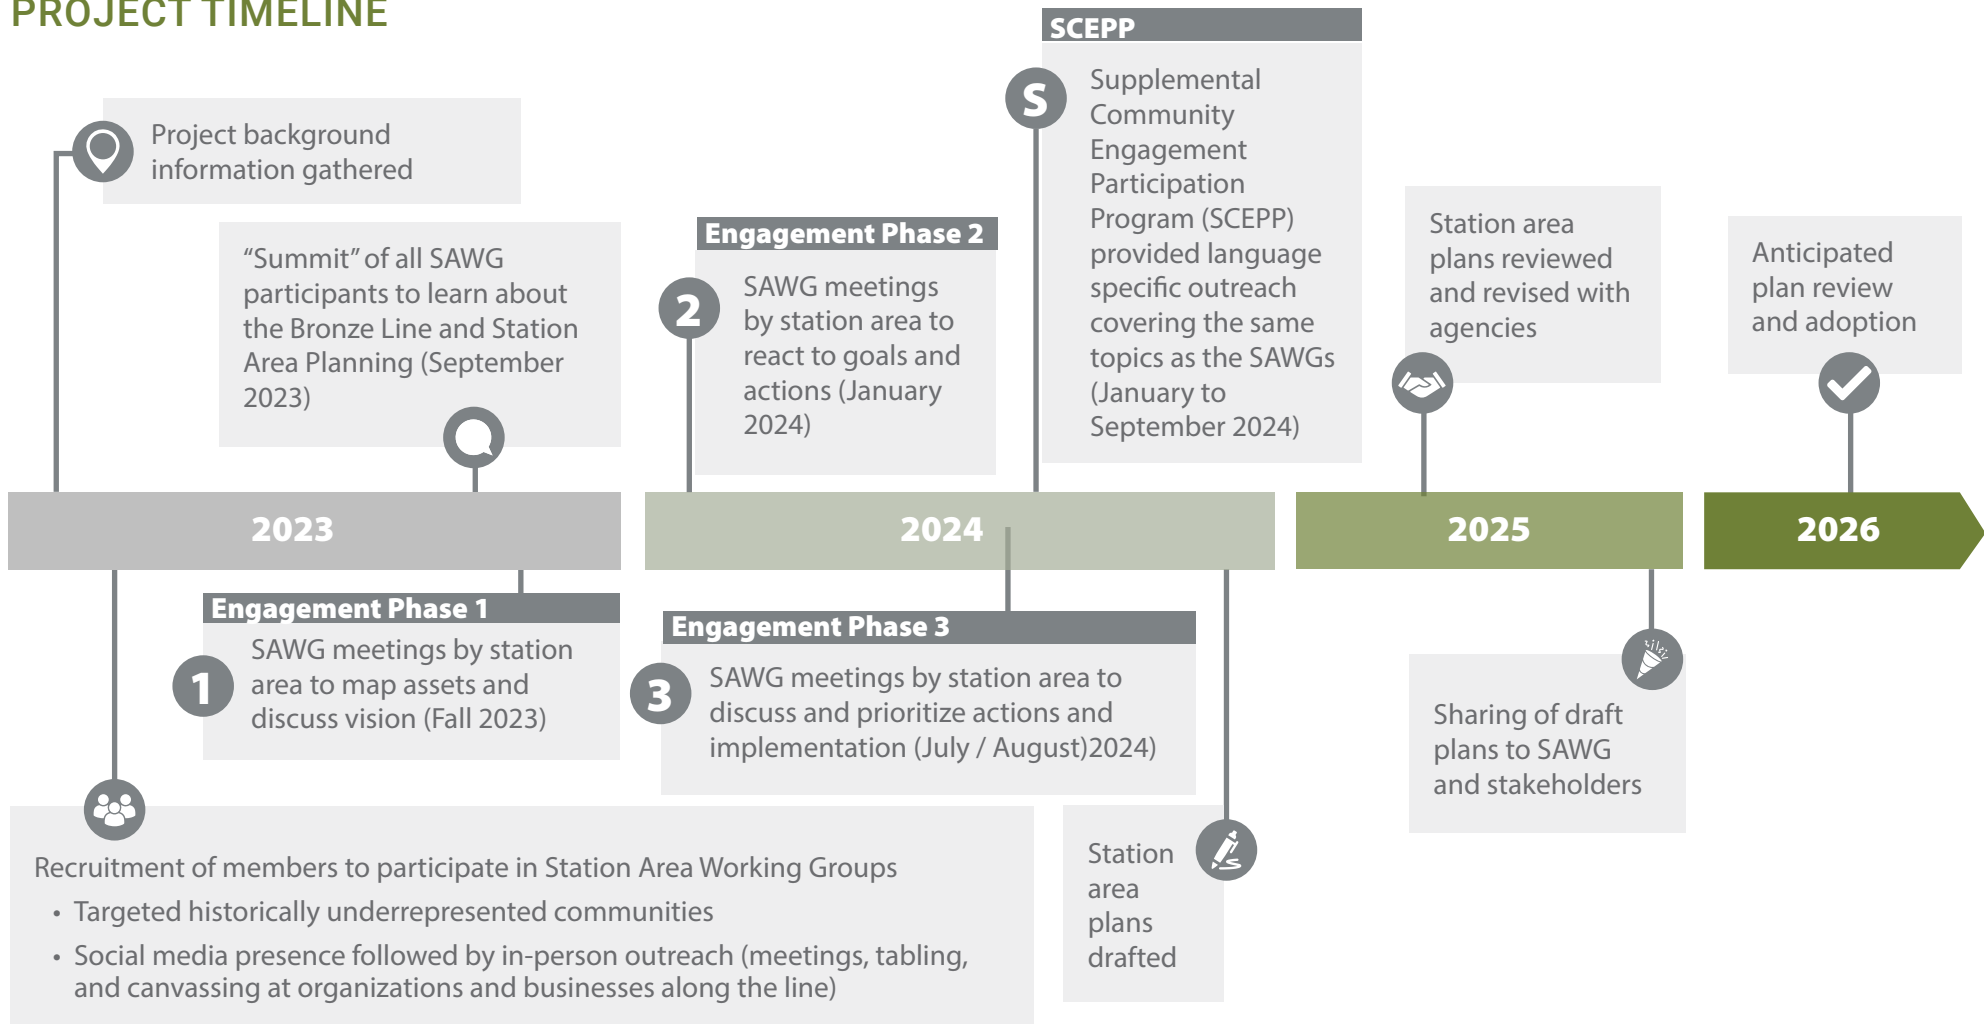 PROJECT TIMELINE
Project background
information gathered
“Summit” of all SAWG
participants to learn about
the Bronze Line and Station
Area Planning (September
2023)
Engagement Phase 2
2
SAWG meetings
by station area to
react to goals and
actions (January
2024)
SCEPP
S
Supplemental
Community
Engagement
Participation
Program (SCEPP)
provided language
specific outreach
covering the same
topics as the SAWGs
(January to
September 2024)
Station area
plans reviewed
and revised with
agencies
Anticipated
plan review
and adoption
2023
2024
2025
2026
Engagement Phase 1
1
SAWG meetings by station
area to map assets and
discuss vision (Fall 2023)
Engagement Phase 3
3
SAWG meetings by station area to
discuss and prioritize actions and
implementation (July / August)2024)
Sharing of draft
plans to SAWG
and stakeholders
Recruitment of members to participate in Station Area Working Groups
• Targeted historically underrepresented communities
• Social media presence followed by in-person outreach (meetings, tabling,
and canvassing at organizations and businesses along the line)
Station
area
plans
drafted